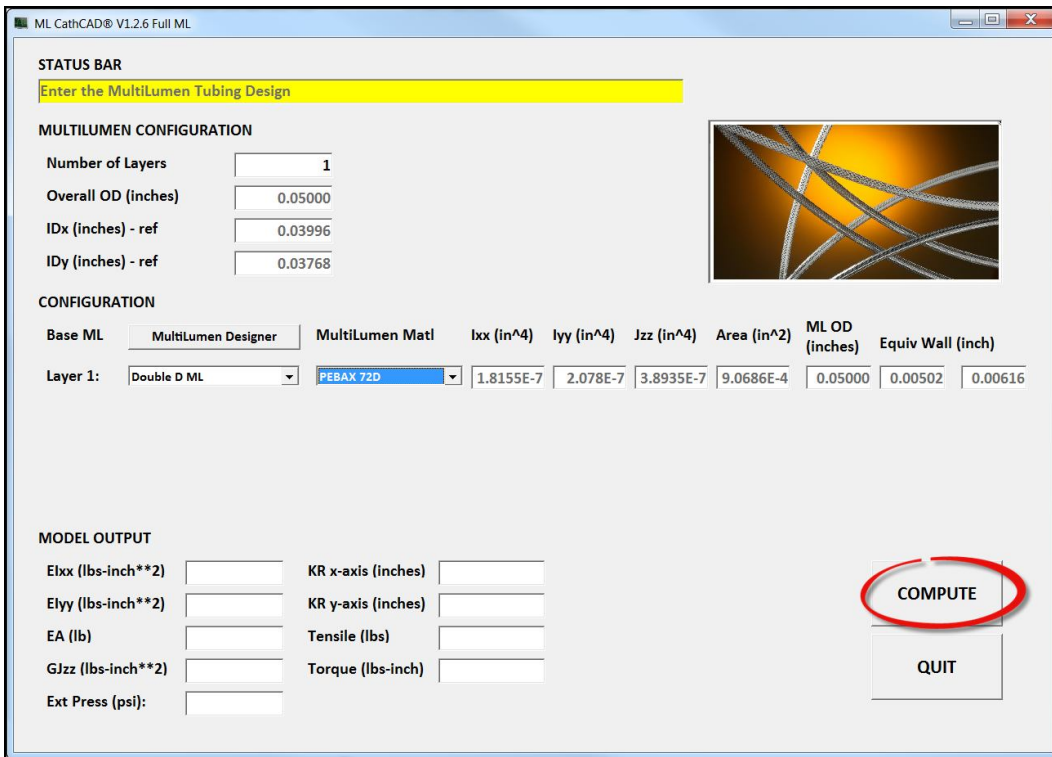 ML CathCAD® V1.2.6 Full ML
STATUS BAR
Enter the MultiLumen Tubing Design
MULTILUMEN CONFIGURATION
Number of Layers 1
Overall OD (inches) 0.05000
IDx (inches) - ref 0.03996
IDy (inches) - ref 0.03768
CONFIGURATION
Base ML MultiLumen Designer MultiLumen Matl Ixx (in^4) Iyy (in^4) Jzz (in^4) Area (in^2) ML OD (inches) Equiv Wall (inch)
Layer 1: Double D ML PEBAX 72D 1.8155E-7 2.078E-7 3.8935E-7 9.0686E-4 0.05000 0.00502 0.00616
MODEL OUTPUT
EIxx (lbs-inch**2) KR x-axis (inches)
EIyy (lbs-inch**2) KR y-axis (inches)
EA (lb) Tensile (lbs)
GJzz (lbs-inch**2) Torque (lbs-inch)
Ext Press (psi):
COMPUTE
QUIT